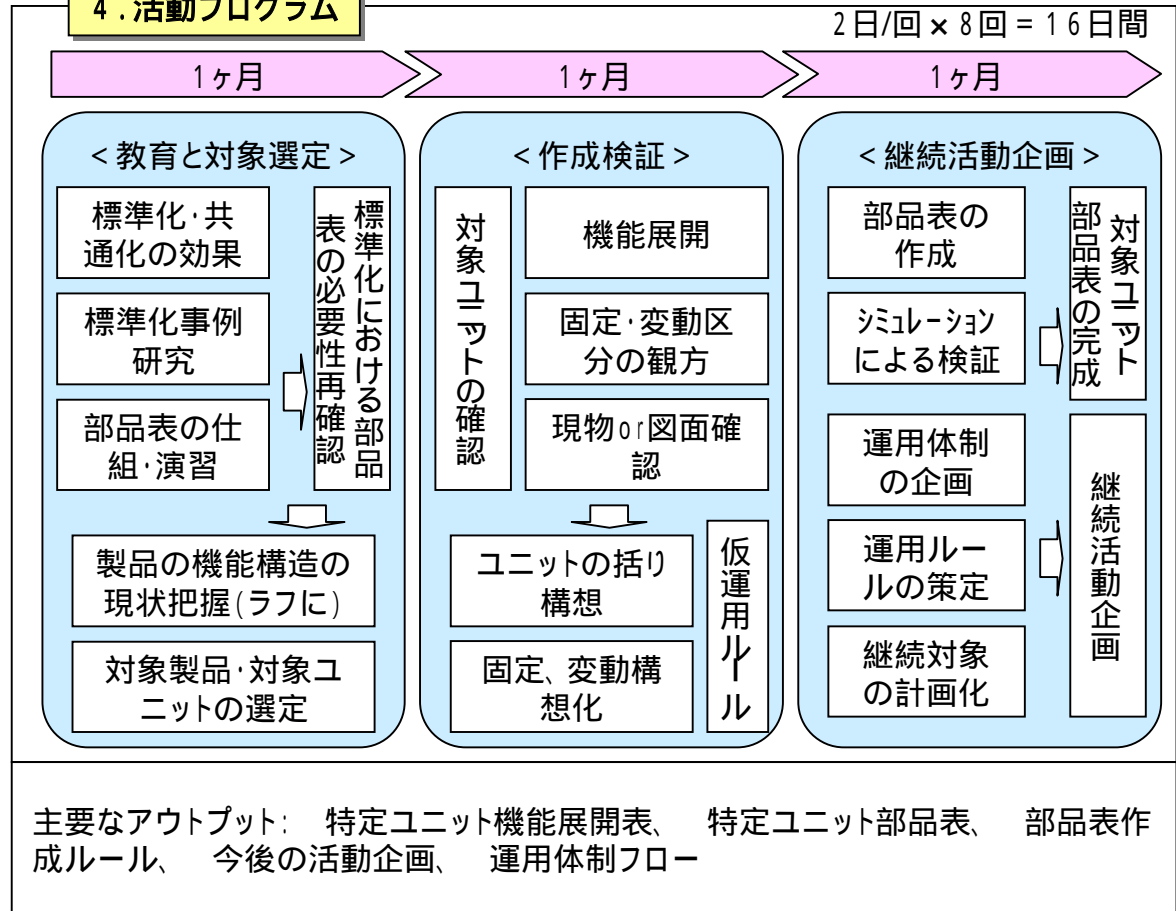 ４．活動プログラム
２日/回×８回＝１６日間
１ヶ月
１ヶ月
１ヶ月
＜教育と対象選定＞
標準化･共
通化の効果
標準化事例
研究
部品表の仕
組･演習
標準化における部品
表の必要性再確認
製品の機能構造の
現状把握(ラフに)
対象製品･対象ユ
ニットの選定
＜作成検証＞
対象ユニットの確認
機能展開
固定･変動区
分の観方
現物or図面確
認
ユニットの括り
構想
固定、変動構
想化
仮運用ルール
＜継続活動企画＞
部品表の
作成
ｼﾐｭﾚｰｼｮﾝ
による検証
対象ユニット
部品表の完成
運用体制
の企画
運用ルー
ルの策定
継続対象
の計画化
継続活動企画
主要なアウトプット：　特定ユニット機能展開表、　特定ユニット部品表、　部品表作
成ルール、　今後の活動企画、　運用体制フロー